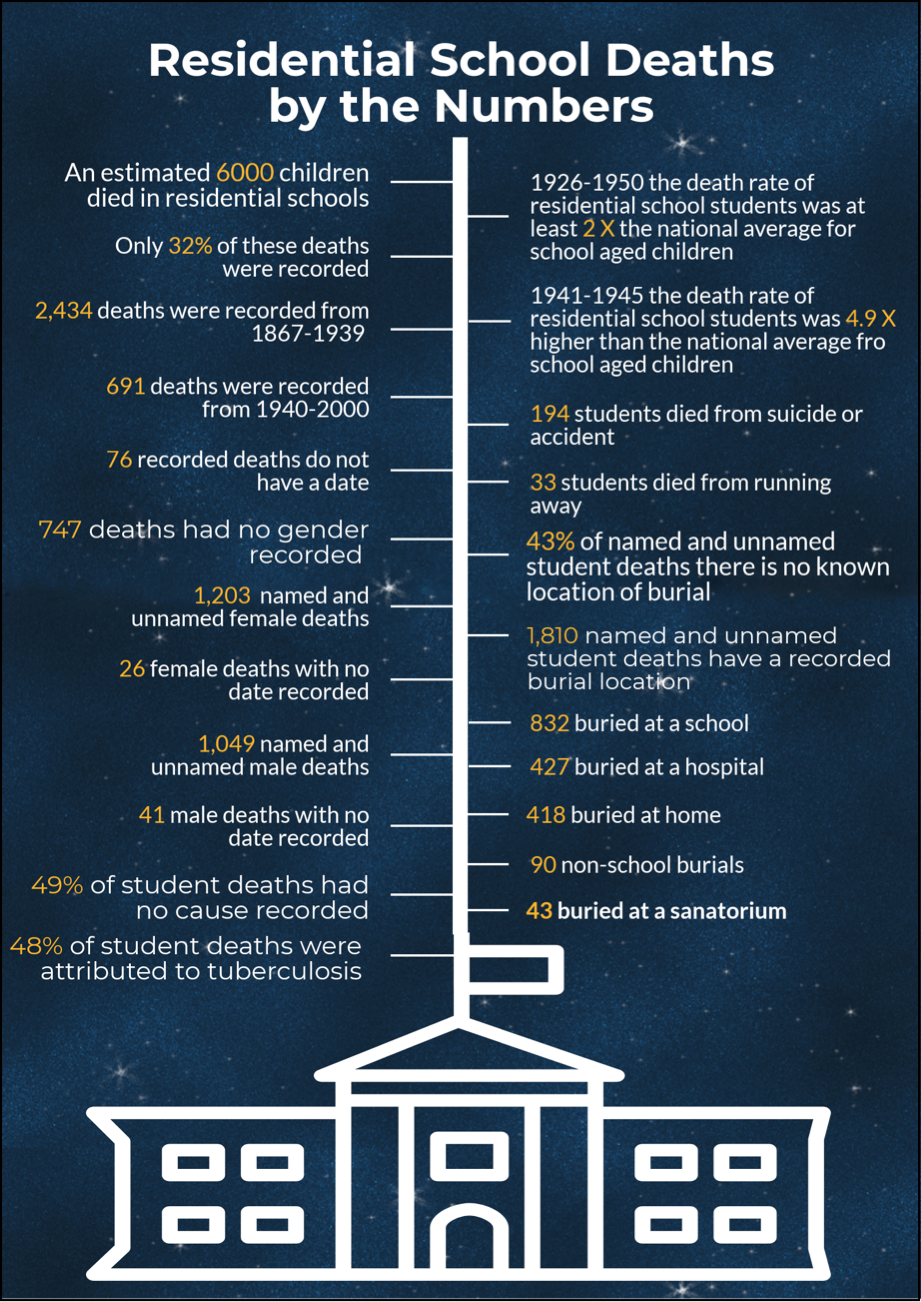 Residential School Deaths
by the Numbers
An estimated 6000 children
died in residential schools
Only 32% of these deaths
were recorded
2,434 deaths were recorded from
1867-1939
691 deaths were recorded
from 1940-2000
76 recorded deaths do not
have a date
747 deaths had no gender
recorded
1,203 named and
unnamed female deaths
26 female deaths with no
date recorded
1,049 named and
unnamed male deaths
41 male deaths with no
date recorded
49% of student deaths had
no cause recorded
48% of student deaths were
attributed to tuberculosis
1926-1950 the death rate of
residential school students was at
least 2 X the national average for
school aged children
1941-1945 the death rate of
residential school students was 4.9 X
higher than the national average fro
school aged children
194 students died from suicide or
accident
33 students died from running
away
43% of named and unnamed
student deaths there is no known
location of burial
1,810 named and unnamed
student deaths have a recorded
burial location
832 buried at a school
427 buried at a hospital
418 buried at home
90 non-school burials
43 buried at a sanatorium